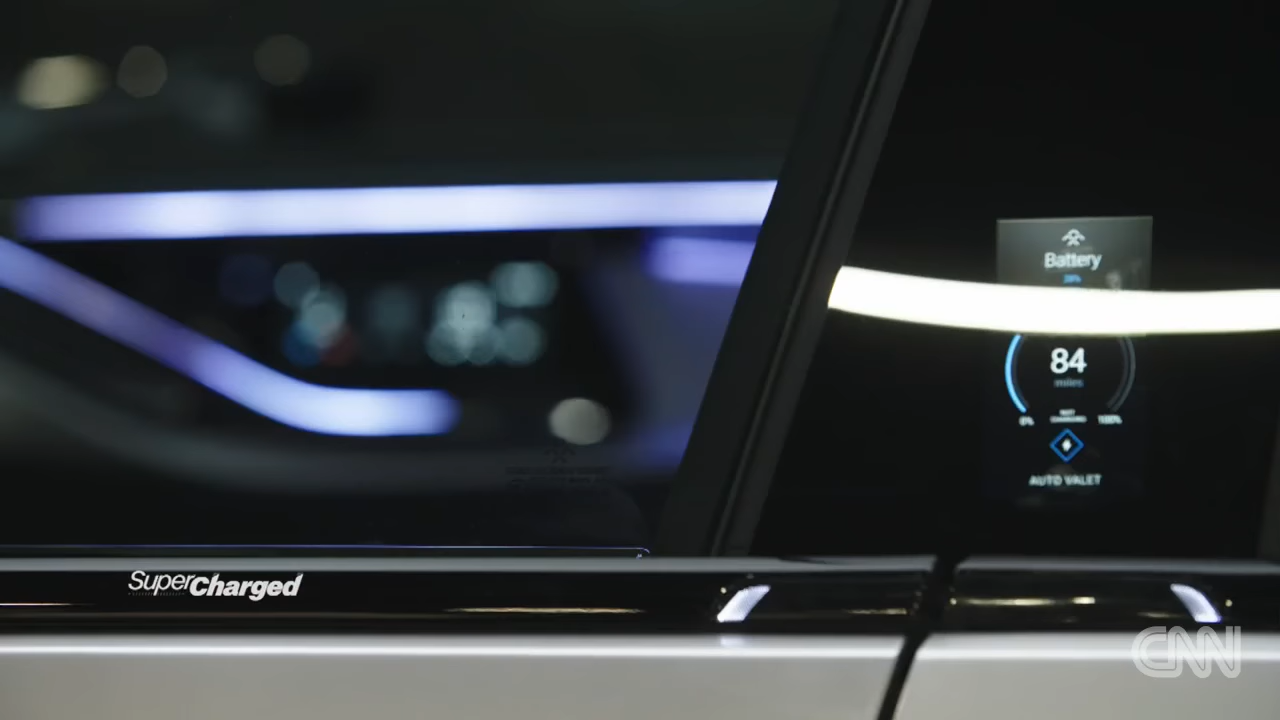 Battery
84
miles
0%
100%
AUTO VALET
SuperCharged
CNN